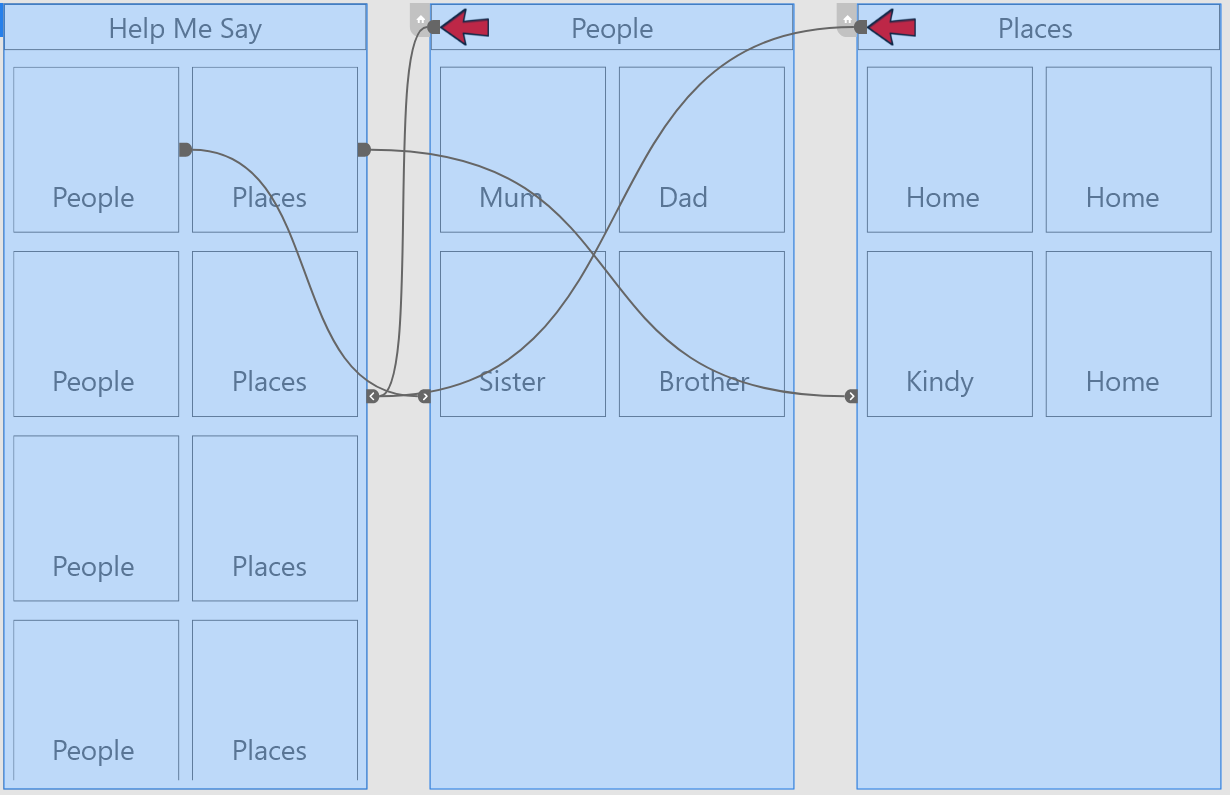 Help Me Say
People
Places
People
Places
People
Places
People
Places
People
Mum
Dad
Sister
Brother
Places
Home
Home
Kindy
Home